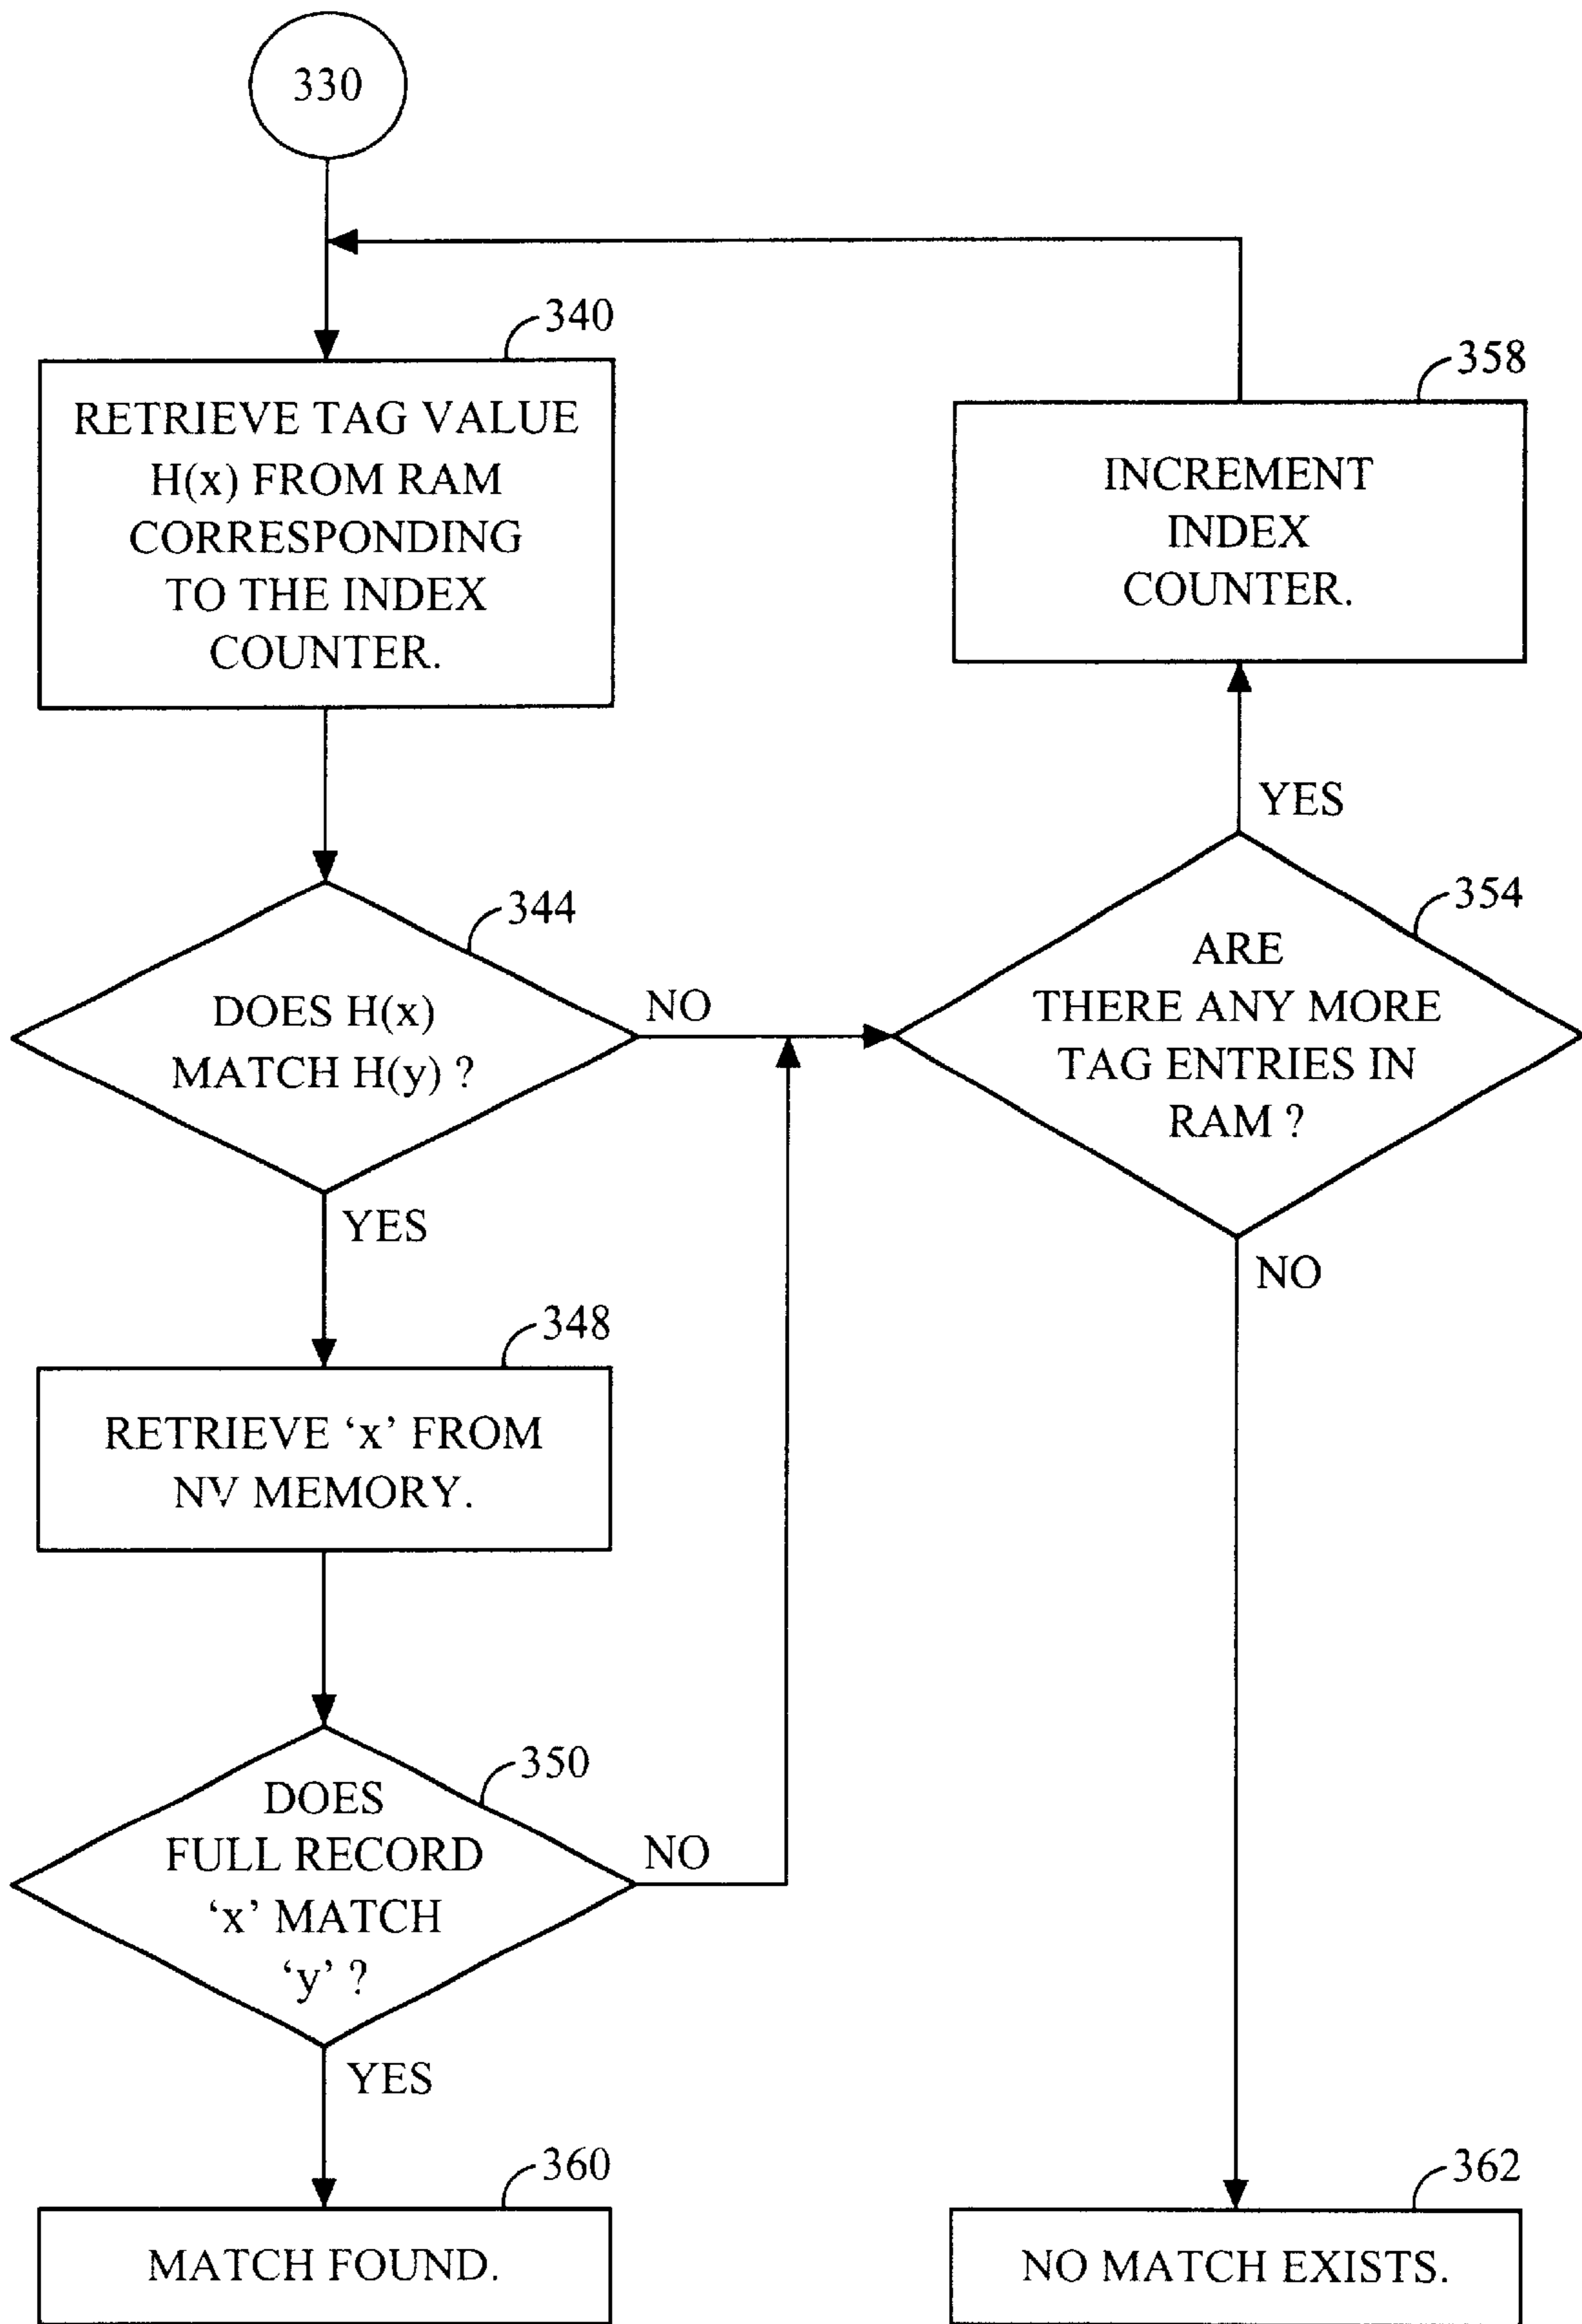 330
340
RETRIEVE TAG VALUE
H(x) FROM RAM
CORRESPONDING
TO THE INDEX
COUNTER.
358
INCREMENT
INDEX
COUNTER.
YES
344
DOES H(x)
MATCH H(y) ?
NO
354
ARE
THERE ANY MORE
TAG ENTRIES IN
RAM ?
YES
NO
348
RETRIEVE ‘x’ FROM
NV MEMORY.
350
DOES
FULL RECORD
‘x’ MATCH
‘y’ ?
NO
YES
360
MATCH FOUND.
362
NO MATCH EXISTS.